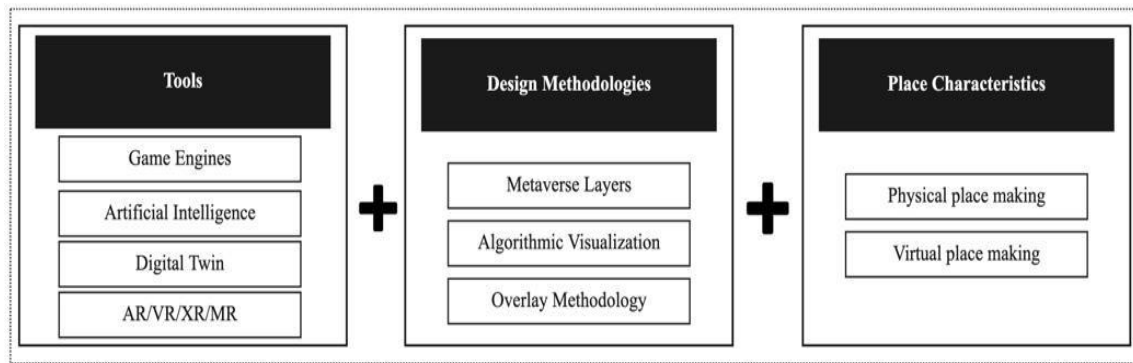 Tools
Game Engines
Artificial Intelligence
Digital Twin
AR/VR/XR/MR
Design Methodologies
Metaverse Layers
Algorithmic Visualization
Overlay Methodology
Place Characteristics
Physical place making
Virtual place making